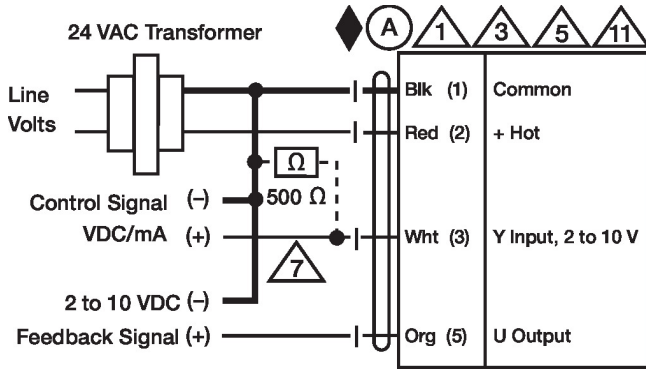 24 VAC Transformer
A 1 3 5 11
Line
Volts
Blk (1) Common
Red (2) + Hot
Ω
500 Ω
Control Signal (-)
VDC/mA (+)
Wht (3) Y Input, 2 to 10 V
7
2 to 10 VDC (-)
Feedback Signal (+)
Org (5) U Output